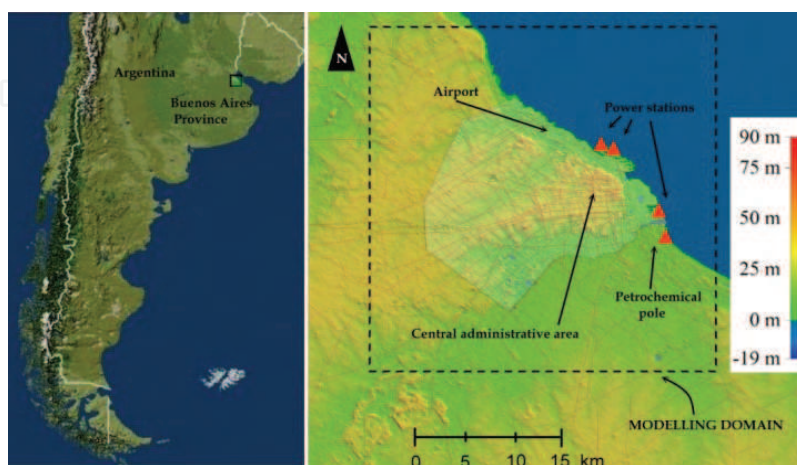 Argentina
Buenos Aires
Province
N
Airport
Power stations
Central administrative area
Petrochemical
pole
MODELLING DOMAIN
0 5 10 15 km
90 m
75 m
50 m
25 m
0 m
-19 m